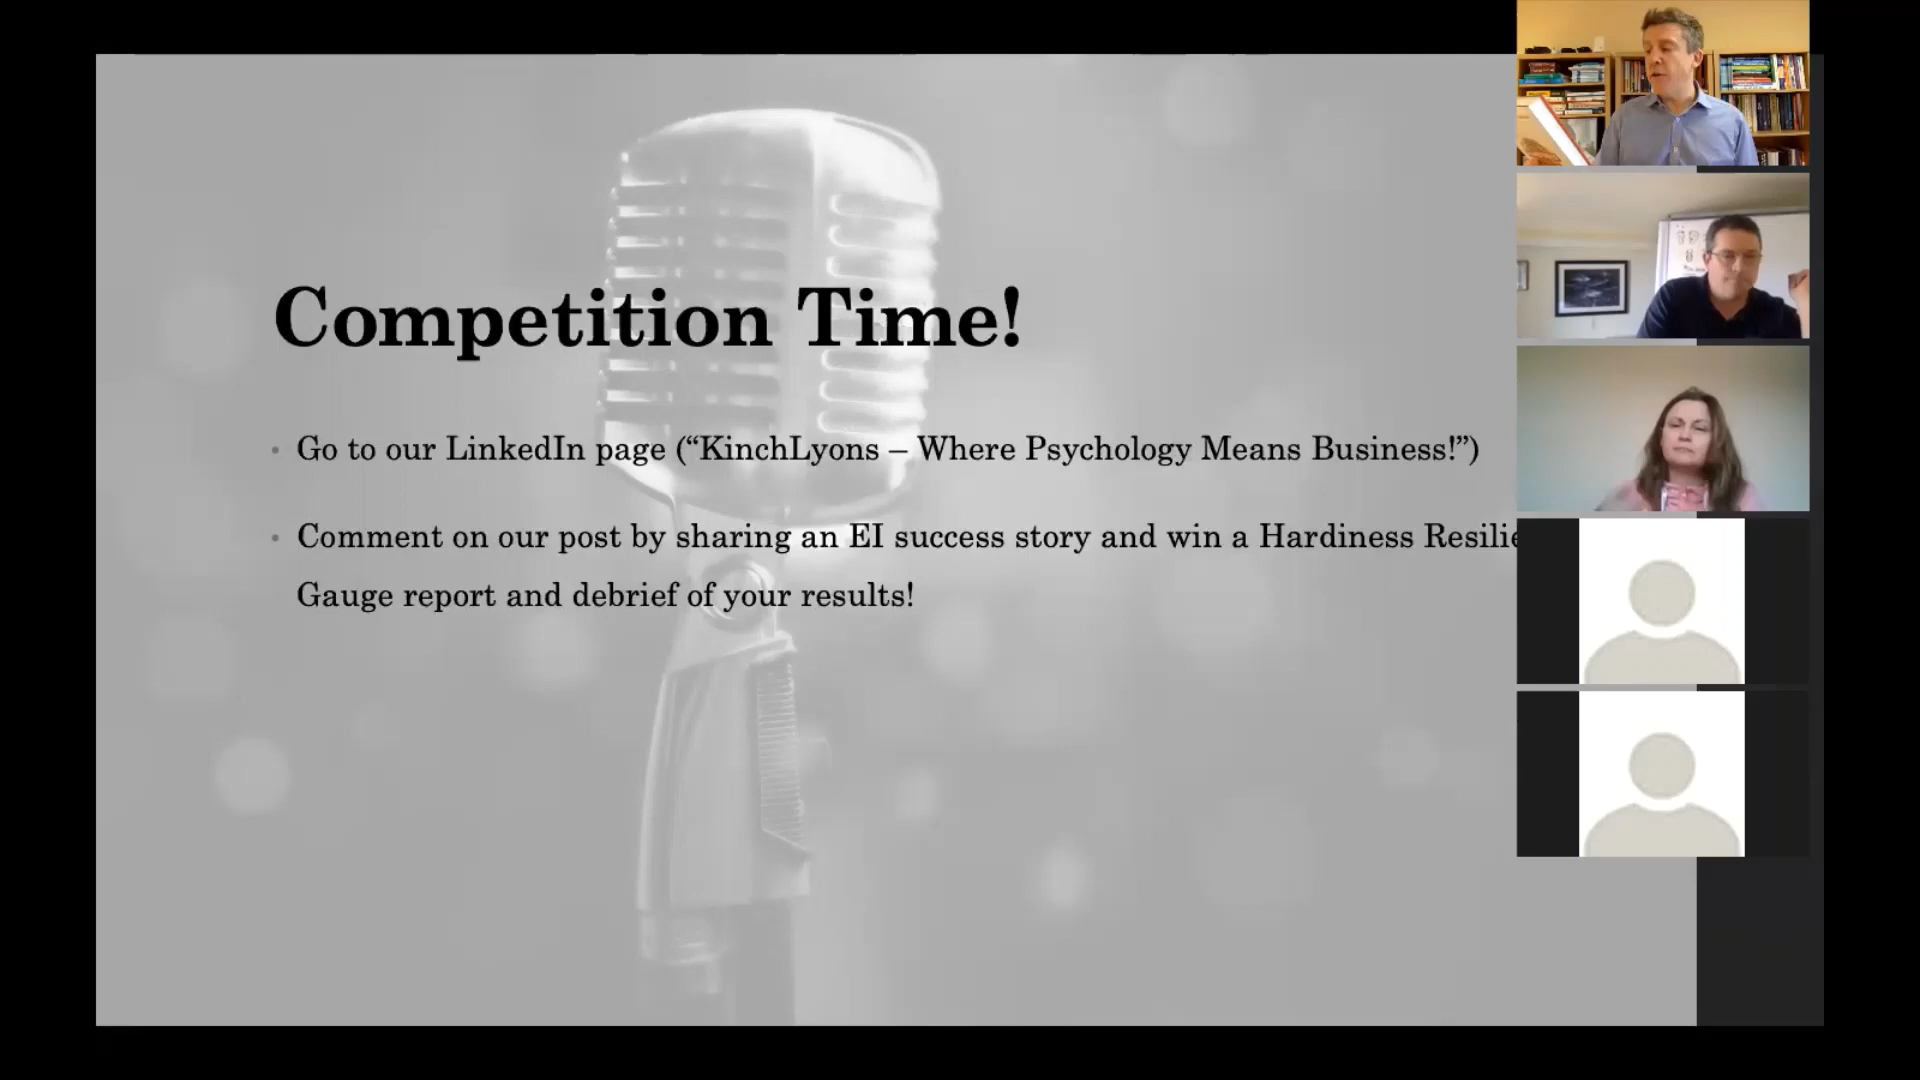 Competition Time!
• Go to our LinkedIn page (“KinchLyons – Where Psychology Means Business!”)
• Comment on our post by sharing an EI success story and win a Hardiness
Gauge report and debrief of your results!